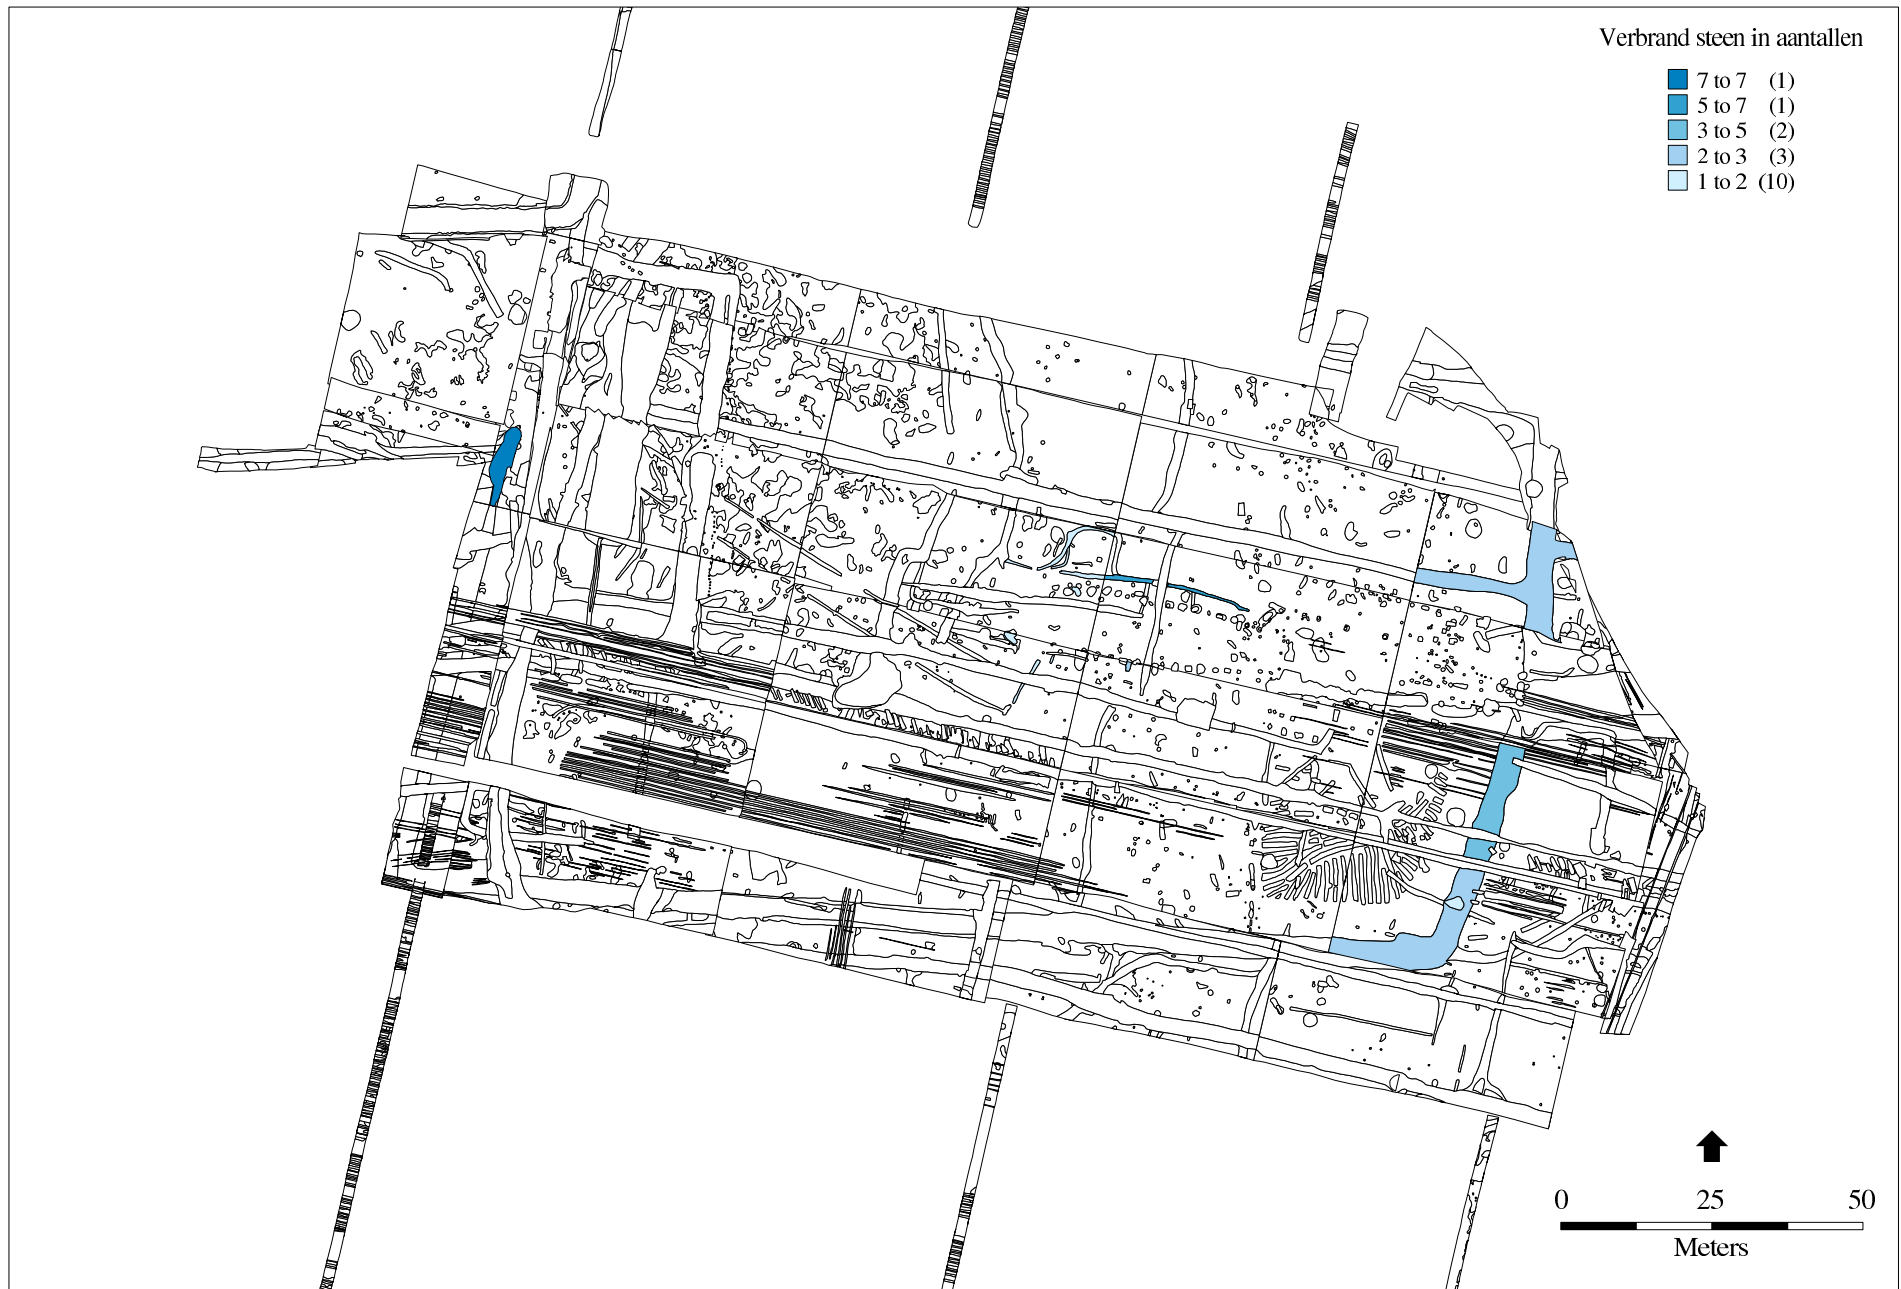 Verbrand steen in aantallen
7 to 7 (1)
5 to 7 (1)
3 to 5 (2)
2 to 3 (3)
1 to 2 (10)
0 25 50
Meters